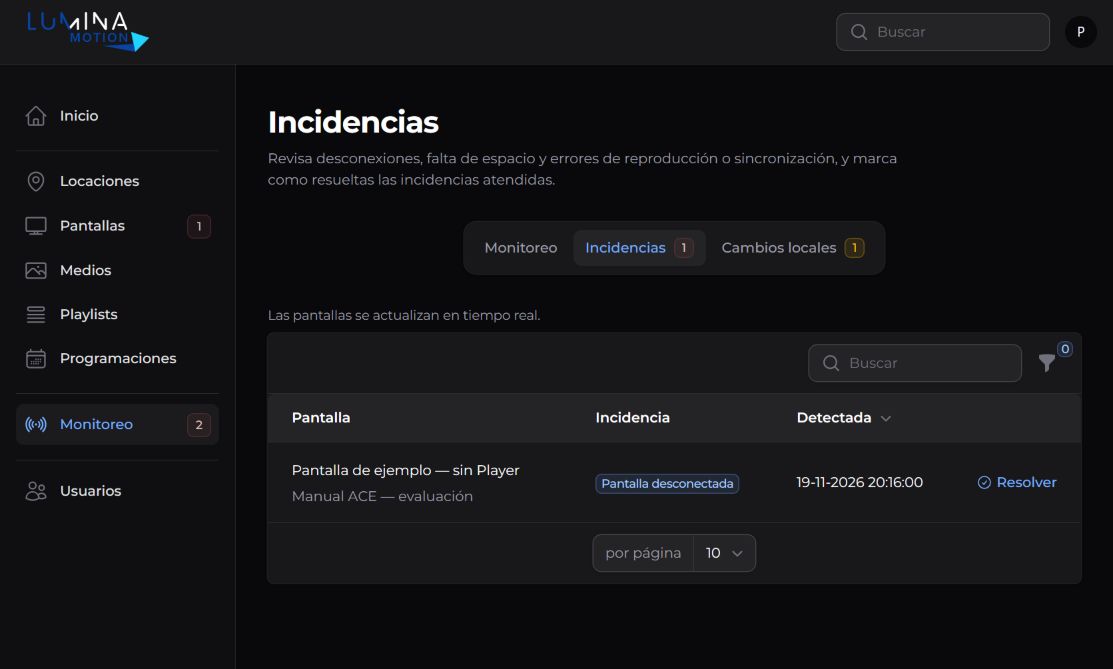 LUMINA
MOTION
Buscar
P
Inicio
Locaciones
Pantallas
1
Medios
Playlists
Programaciones
Monitoreo
2
Usuarios
Incidencias
Revisa desconexiones, falta de espacio y errores de reproducción o sincronización, y marca
como resueltas las incidencias atendidas.
Monitoreo
Incidencias 1
Cambios locales 1
Las pantallas se actualizan en tiempo real.
Buscar
0
Pantalla
Incidencia
Detectada
Pantalla de ejemplo — sin Player
Manual ACE — evaluación
Pantalla desconectada
19-11-2026 20:16:00
Resolver
por página
10